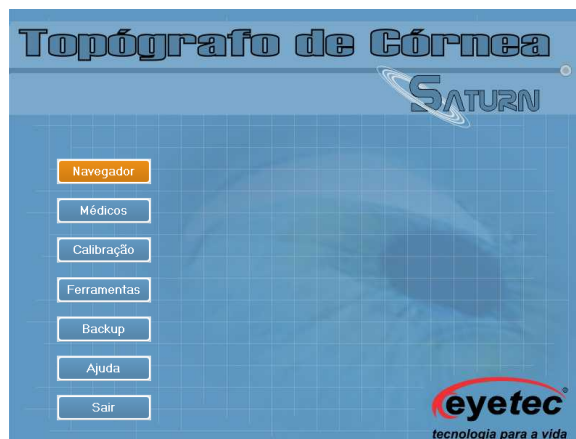 Topógrafo de Córnea
SATURN
Navegador
Médicos
Calibração
Ferramentas
Backup
Ajuda
Sair
eyetec®
tecnologia para a vida